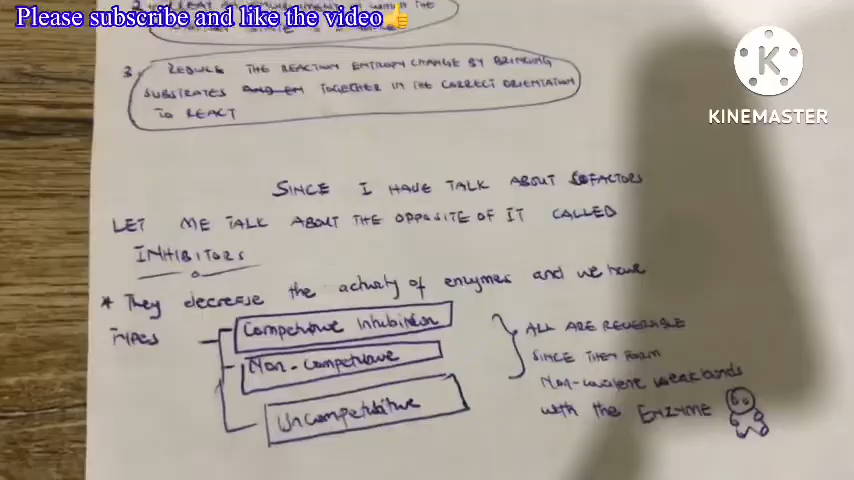 Please subscribe and like the video👍
2. within the
KINEMASTER
3. REDUCE THE REACTION ENTROPY CHANGE BY BRINGING
SUBSTRATES TOGETHER IN THE CORRECT ORIENTATION
TO REACT
SINCE I HAVE TALK ABOUT COFACTORS
LET ME TALK ABOUT THE OPPOSITE OF IT CALLED
INHIBITORS
* They decrease the activity of enzymes and we have
TYPES
Competitive Inhibition
Non-competitive
Uncompetitive
ALL ARE REVERSIBLE
SINCE THEY FORM
Non-covalent weak bonds
with the ENZYME